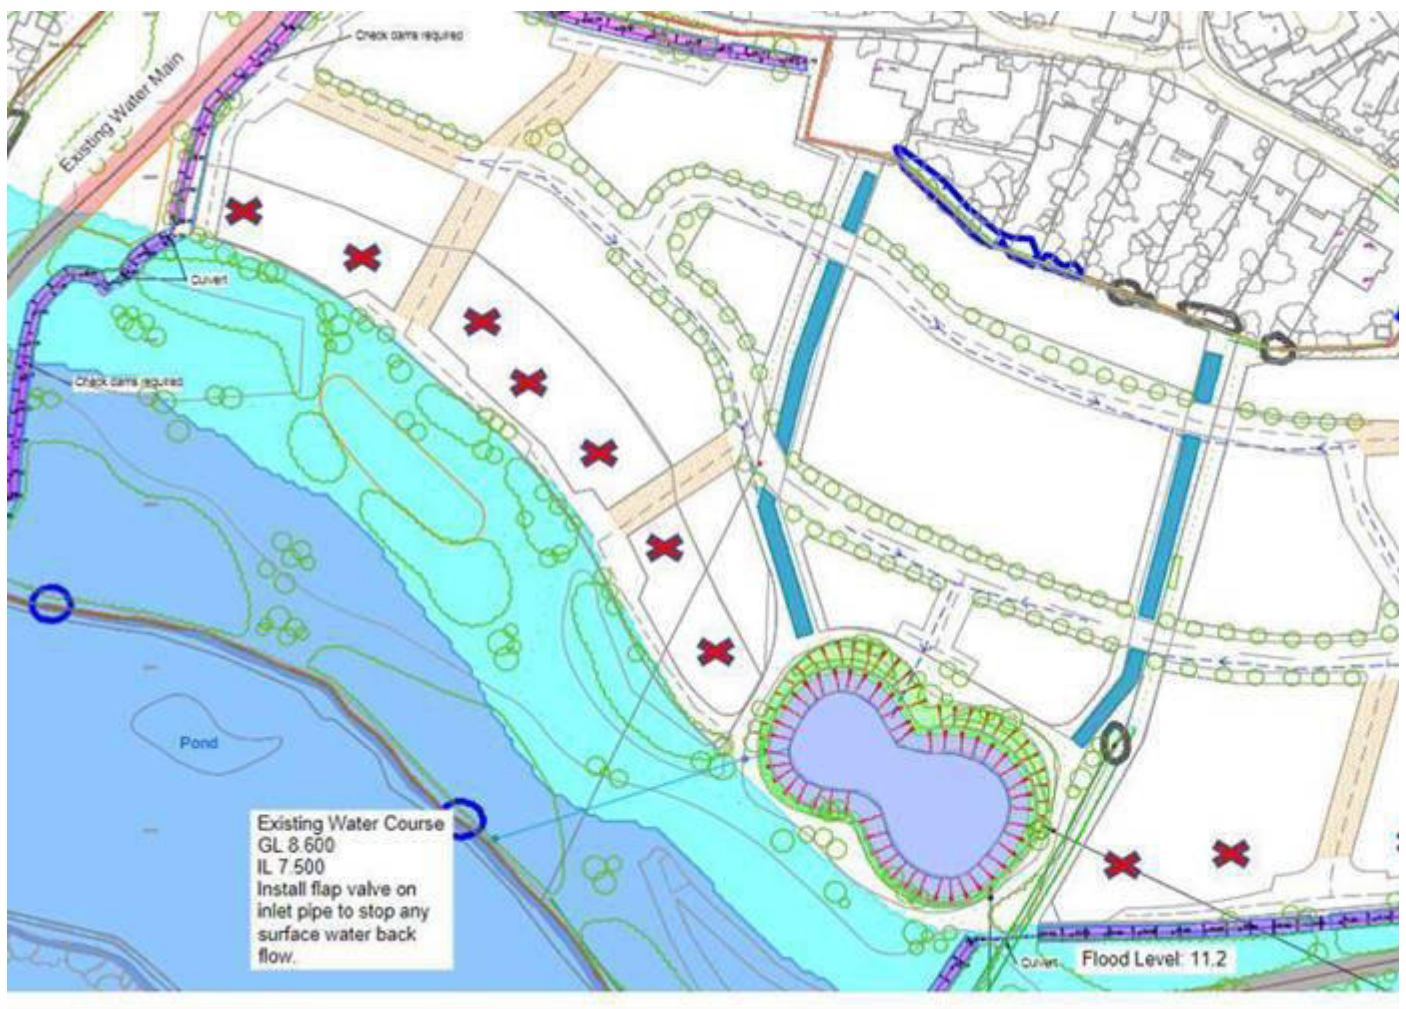 Check dams required
Existing Water Main
Culvert
Check dams required
Pond
Existing Water Course
GL 8.600
IL 7.500
Install flap valve on
inlet pipe to stop any
surface water back
flow.
Culvert
Flood Level: 11.2